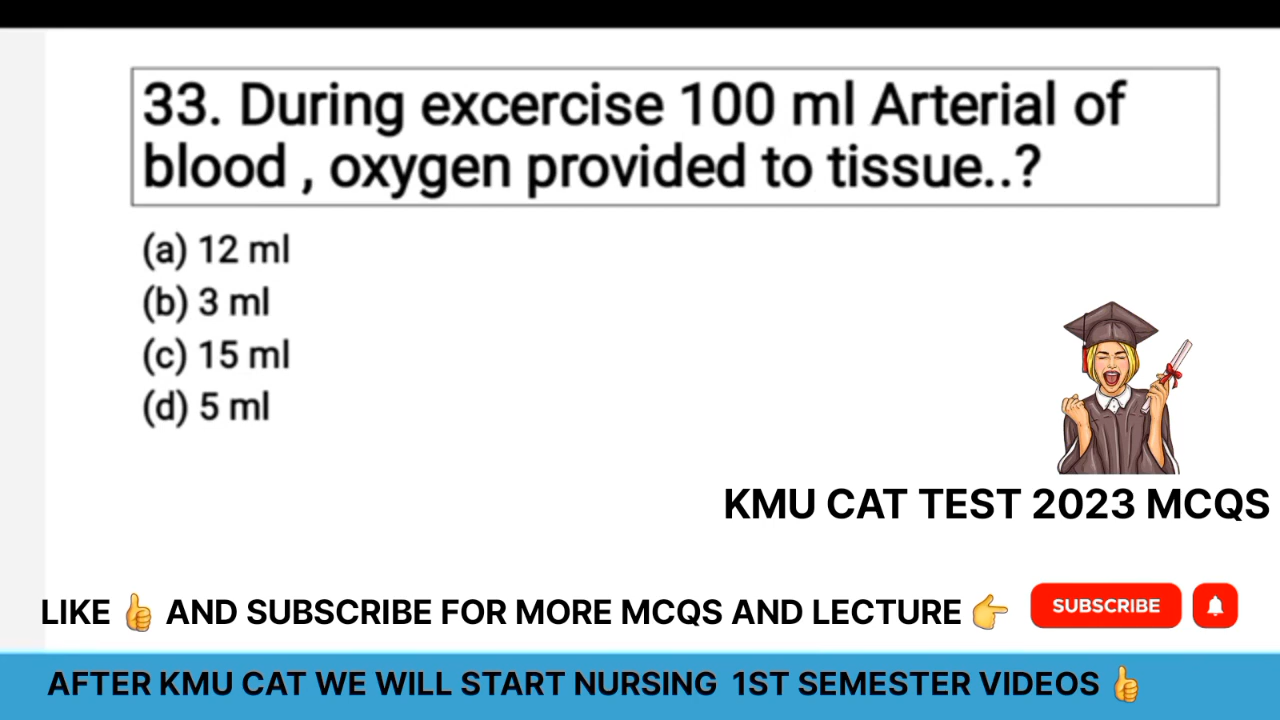 33. During excercise 100 ml Arterial of
blood , oxygen provided to tissue..?
(a) 12 ml
(b) 3 ml
(c) 15 ml
(d) 5 ml
KMU CAT TEST 2023 MCQS
LIKE 👍 AND SUBSCRIBE FOR MORE MCQS AND LECTURE 👉 SUBSCRIBE
AFTER KMU CAT WE WILL START NURSING 1ST SEMESTER VIDEOS 👍